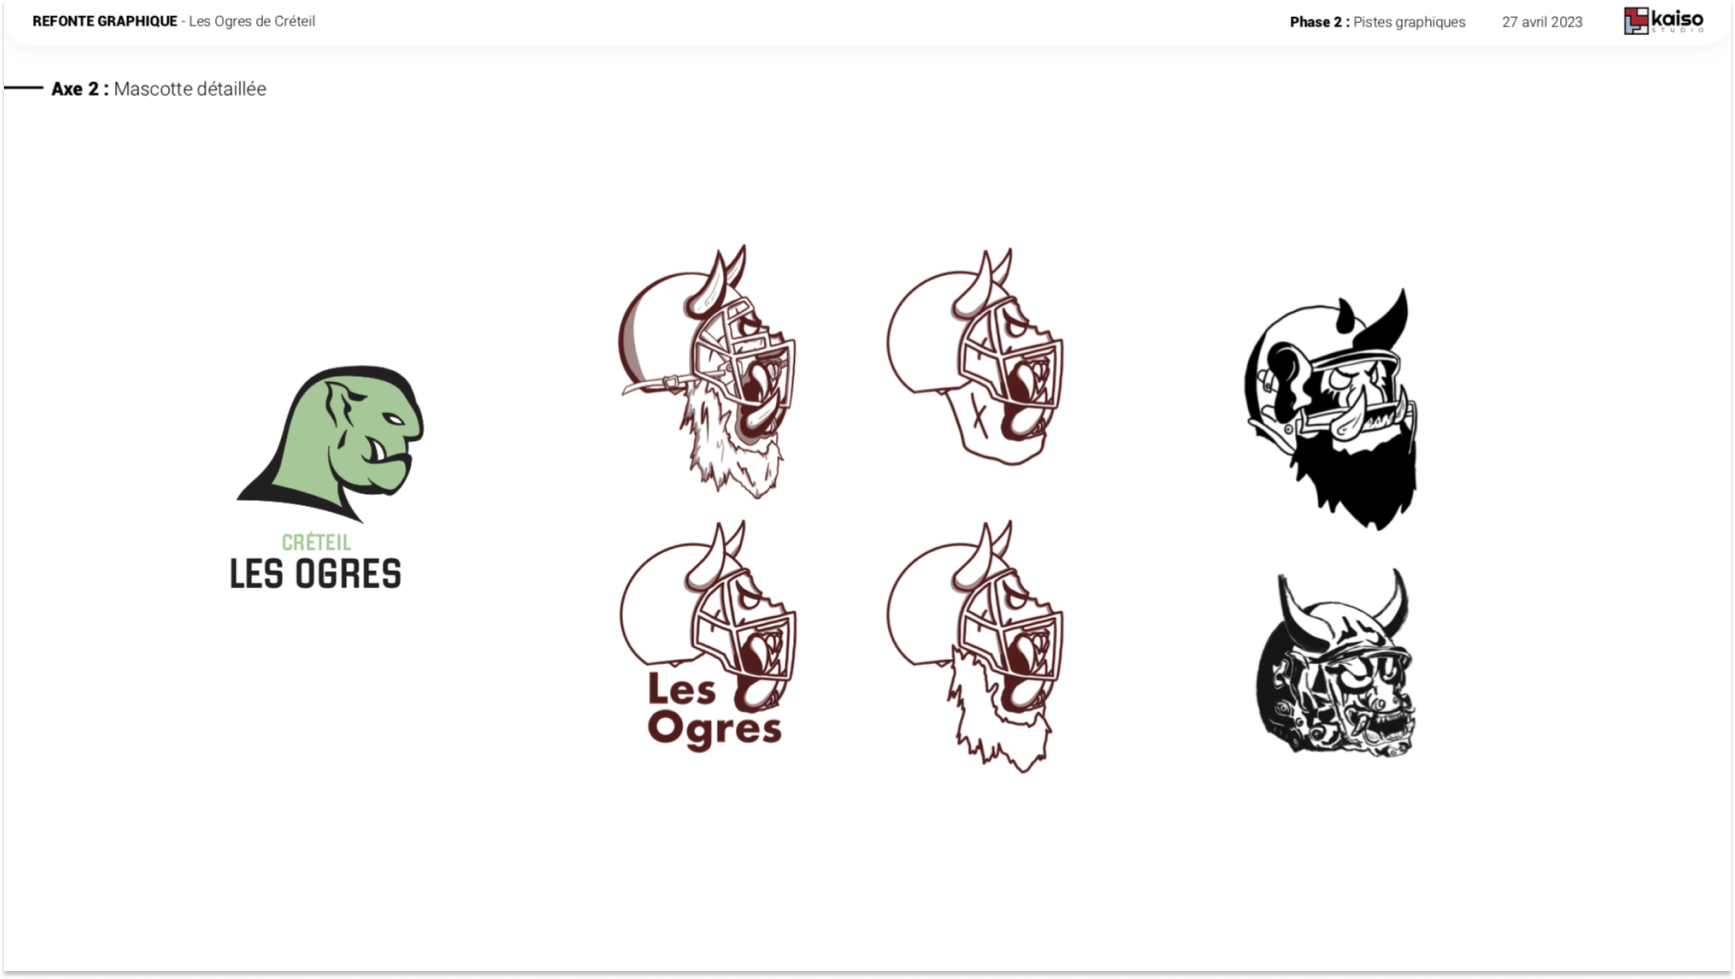 REFONTE GRAPHIQUE - Les Ogres de Créteil
Phase 2 : Pistes graphiques
27 avril 2023
kaiso
STUDIO
Axe 2 : Mascotte détaillée
CRÉTEIL
LES OGRES
Les
Ogres